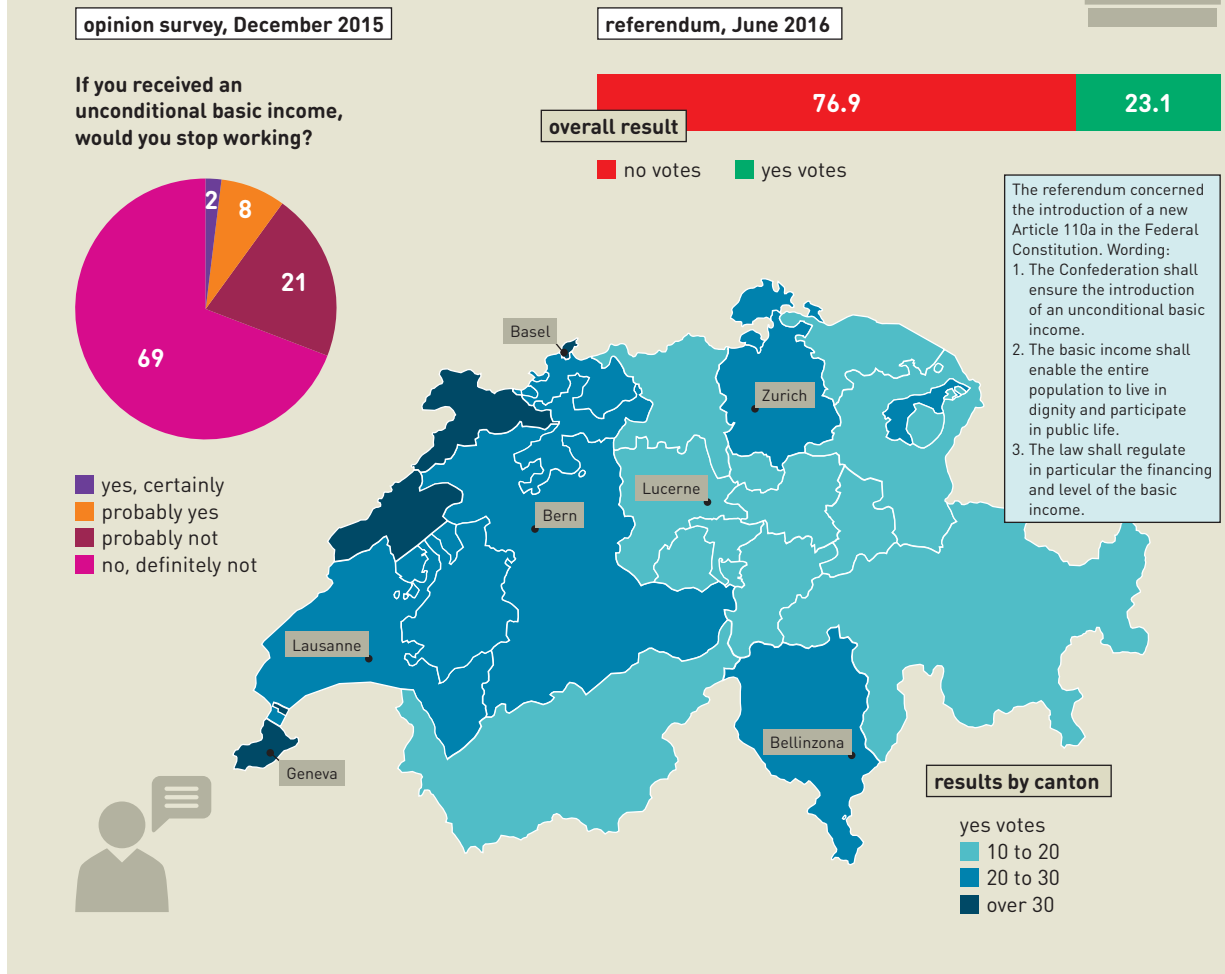 opinion survey, December 2015
If you received an
unconditional basic income,
would you stop working?
2
8
21
69
yes, certainly
probably yes
probably not
no, definitely not
referendum, June 2016
76.9
23.1
overall result
no votes
yes votes
The referendum concerned
the introduction of a new
Article 110a in the Federal
Constitution. Wording:
1. The Confederation shall
ensure the introduction
of an unconditional basic
income.
2. The basic income shall
enable the entire
population to live in
dignity and participate
in public life.
3. The law shall regulate
in particular the financing
and level of the basic
income.
Basel
Zurich
Lucerne
Bern
Lausanne
Bellinzona
Geneva
results by canton
yes votes
10 to 20
20 to 30
over 30